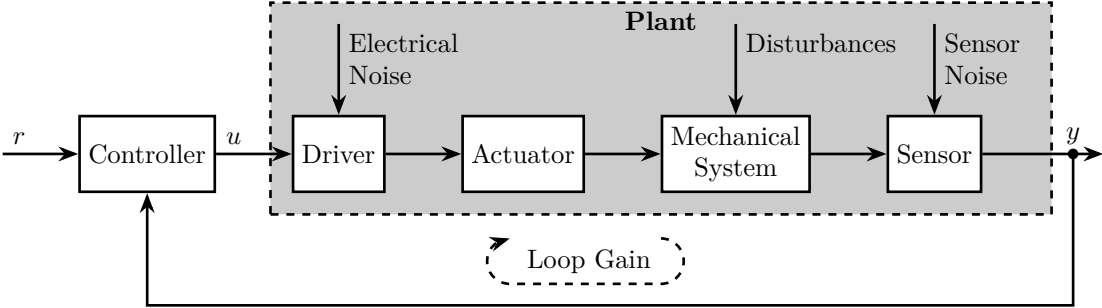 Plant
Electrical
Noise
Disturbances
Sensor
Noise
r
Controller
u
Driver
Actuator
Mechanical
System
Sensor
y
Loop Gain